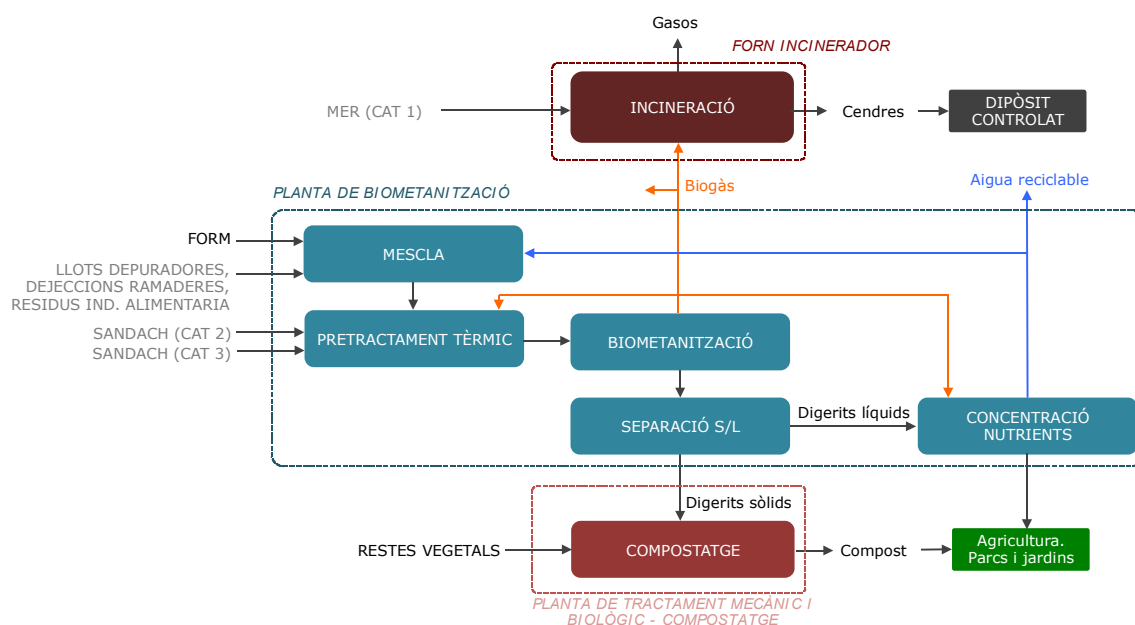 Gasos
FORN INCINERADOR
MER (CAT 1)
INCINERACIÓ
Cendres
DIPÒSIT
CONTROLAT
Biogàs
Aigua reciclable
PLANTA DE BIOMETANITZACIÓ
FORM
MESCLA
LLOTS DEPURADORES,
DEJECCIONS RAMADERES,
RESIDUS IND. ALIMENTARIA
SANDACH (CAT 2)
SANDACH (CAT 3)
PRETRACTAMENT TÈRMIC
BIOMETANITZACIÓ
SEPARACIÓ S/L
Digerits líquids
CONCENTRACIÓ
NUTRIENTS
Digerits sòlids
RESTES VEGETALS
COMPOSTATGE
Compost
Agricultura.
Parcs i jardins
PLANTA DE TRACTAMENT MECÀNIC I
BIOLÒGIC - COMPOSTATGE